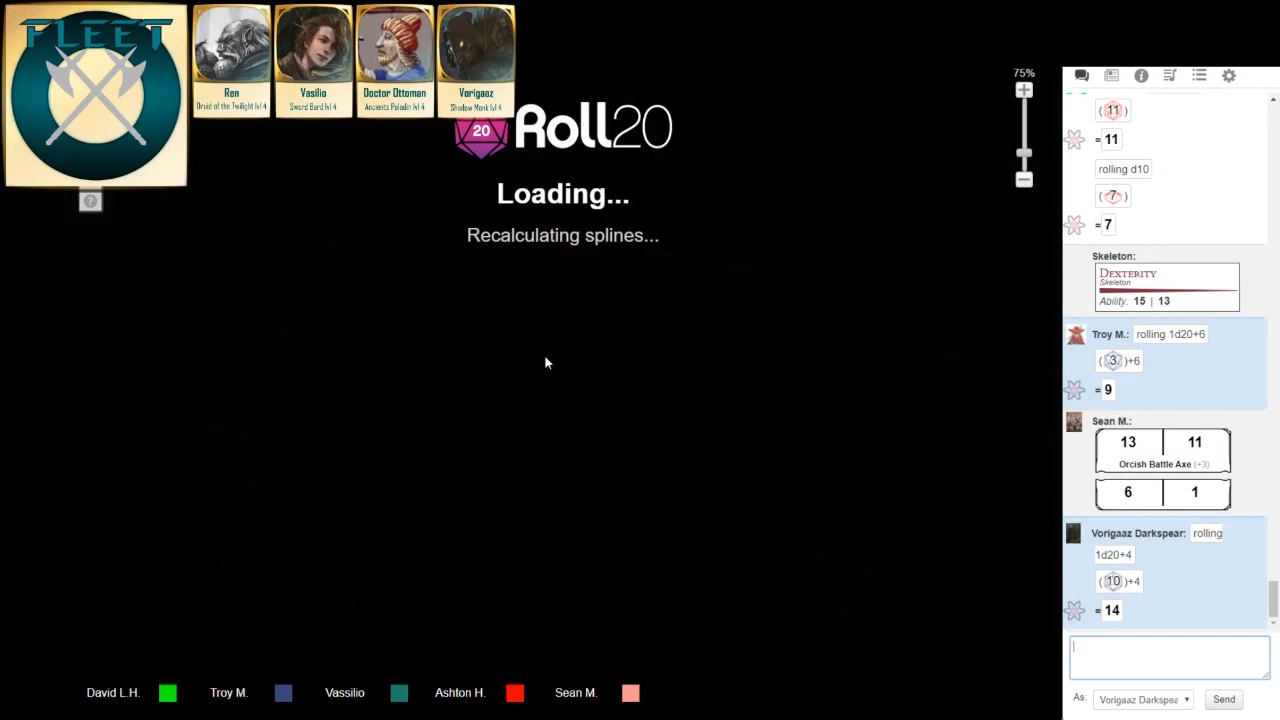 FLEET
Ren
Druid of the Twilight lvl 4
Vasilio
Sword Bard lvl 4
Doctor Ottoman
Ancients Paladin lvl 4
Vorigaaz
Shadow Monk lvl 4
20
Roll20
Loading...
Recalculating splines...
?
75%
(11)
= 11
rolling d10
(7)
= 7
Skeleton:
DEXTERITY
Skeleton
Ability: 15 | 13
Troy M.: rolling 1d20+6
(3)+6
= 9
Sean M.:
13 11
Orcish Battle Axe (+3)
6 1
Vorigaaz Darkspear: rolling
1d20+4
(10)+4
= 14
As: Vorigaaz Darkspea Send
David L.H. Troy M. Vassilio Ashton H. Sean M.